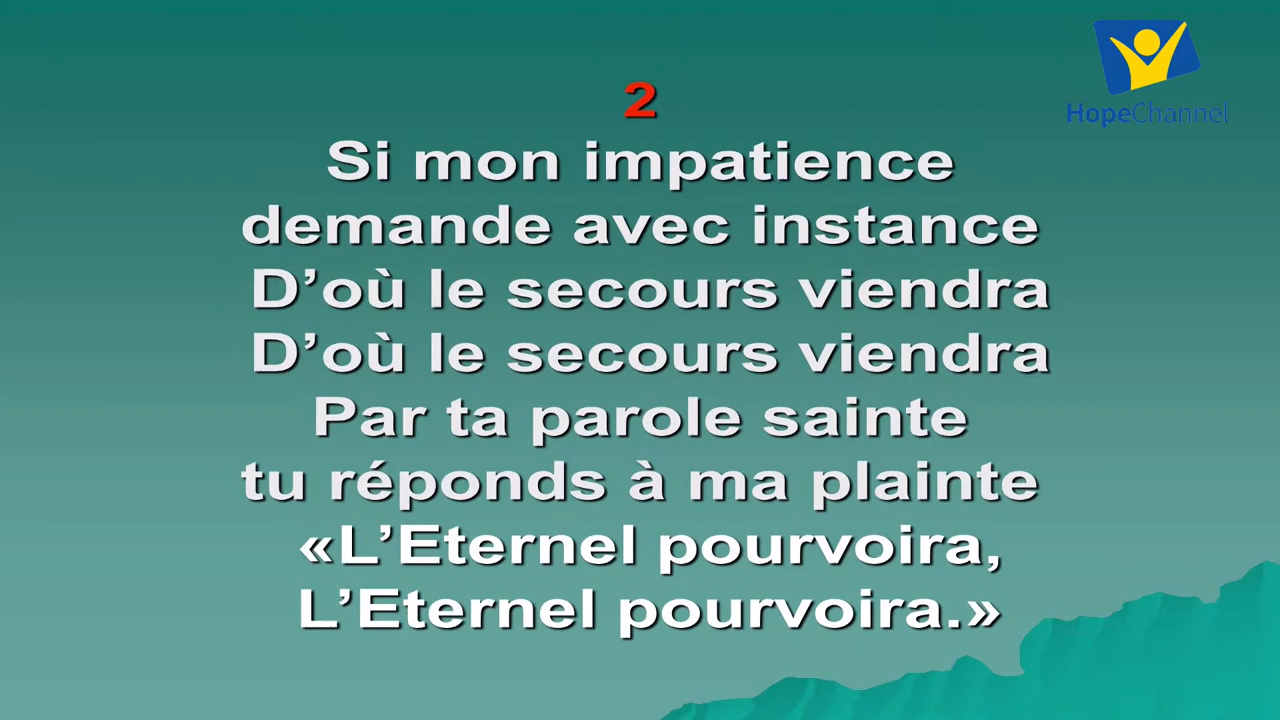 HopeChannel
2
Si mon impatience
demande avec instance
D’où le secours viendra
D’où le secours viendra
Par ta parole sainte
tu réponds à ma plainte
«L’Eternel pourvoira,
L’Eternel pourvoira.»